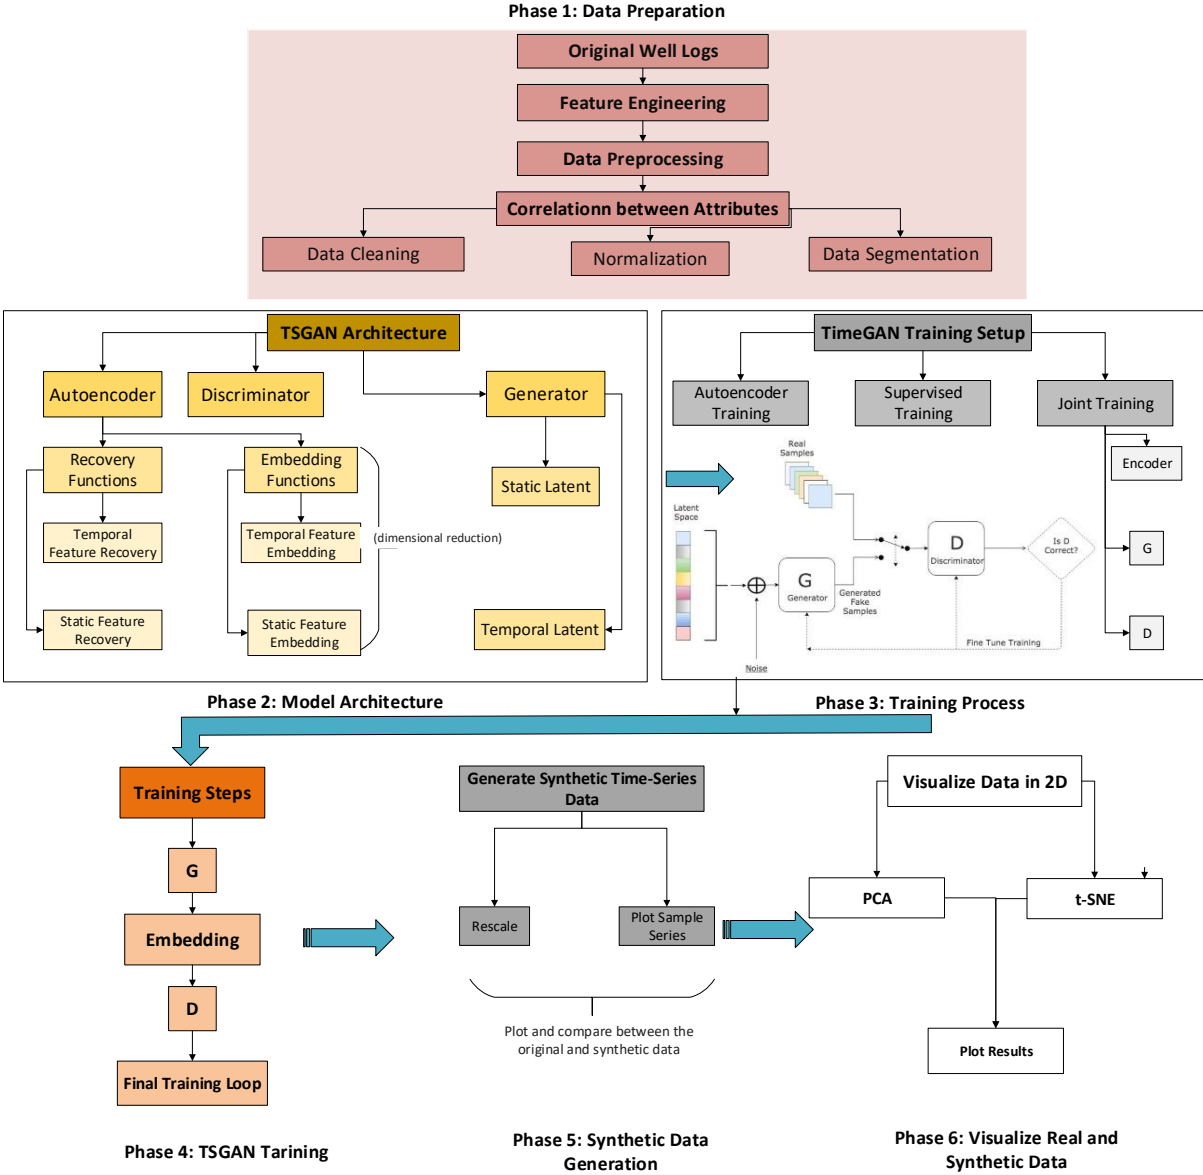 Phase 1: Data Preparation
Original Well Logs
Feature Engineering
Data Preprocessing
Correlationn between Attributes
Data Cleaning
Normalization
Data Segmentation
TSGAN Architecture
Autoencoder
Discriminator
Generator
Recovery
Functions
Embedding
Functions
Static Latent
Temporal
Feature Recovery
Temporal Feature
Embedding
(dimensional reduction)
Static Feature
Recovery
Static Feature
Embedding
Temporal Latent
Phase 2: Model Architecture
TimeGAN Training Setup
Autoencoder
Training
Supervised
Training
Joint Training
Real
Samples
Encoder
Latent
Space
D
Discriminator
Is D
Correct?
G
G
Generator
Generated
Fake
Samples
D
Fine Tune Training
Noise
Phase 3: Training Process
Training Steps
G
Embedding
D
Final Training Loop
Phase 4: TSGAN Tarining
Generate Synthetic Time-Series
Data
Rescale
Plot Sample
Series
Plot and compare between the
original and synthetic data
Phase 5: Synthetic Data
Generation
Visualize Data in 2D
PCA
t-SNE
Plot Results
Phase 6: Visualize Real and
Synthetic Data